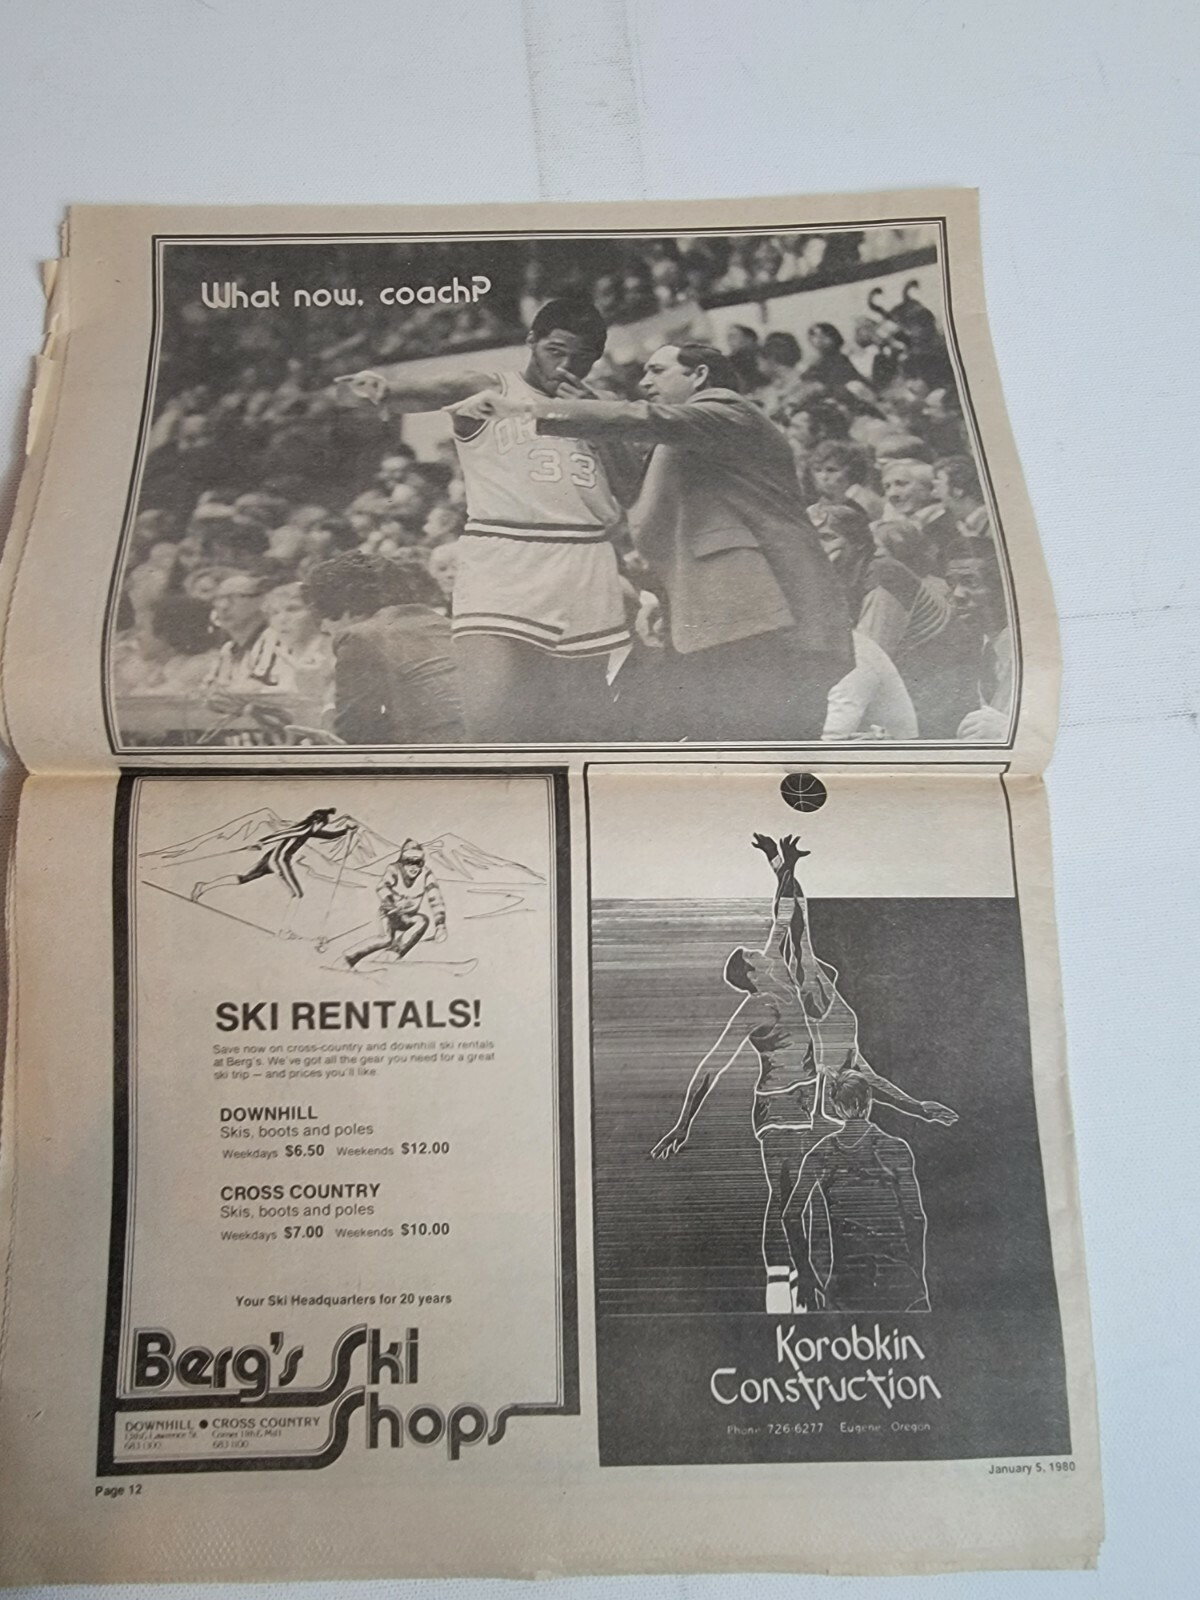 What now, coach?
33
SKI RENTALS!
Save now on cross-country and downhill ski rentals
at Berg's. We've got all the gear you need for a great
ski trip — and prices you'll like.
DOWNHILL
Skis, boots and poles
Weekdays $6.50 Weekends $12.00
CROSS COUNTRY
Skis, boots and poles
Weekdays $7.00 Weekends $10.00
Your Ski Headquarters for 20 years
Berg's Ski
Shops
DOWNHILL ● CROSS COUNTRY
Korobkin
Construction
Phone 726-6277 Eugene, Oregon
Page 12
January 5, 1980